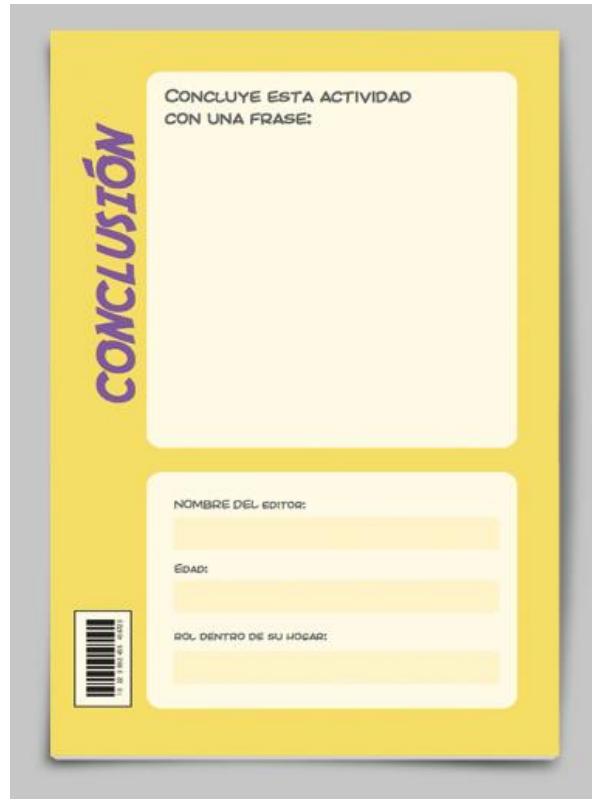 CONCLUSIÓN
CONCLUYE ESTA ACTIVIDAD
CON UNA FRASE:
NOMBRE DEL EDITOR:
EDAD:
ROL DENTRO DE SU HOGAR: